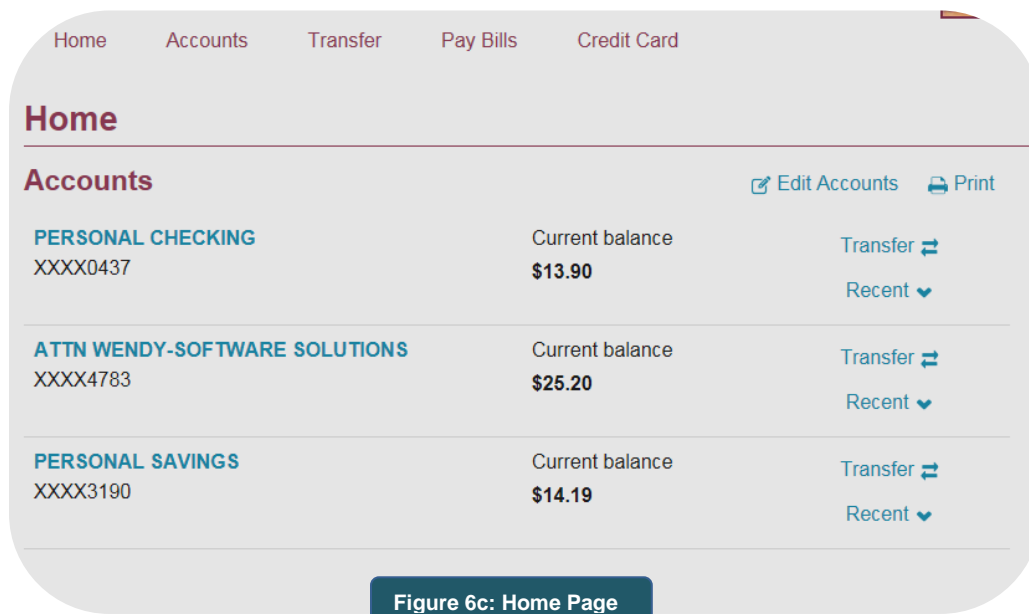 Home Accounts Transfer Pay Bills Credit Card
Home
Accounts Edit Accounts Print
PERSONAL CHECKING Current balance Transfer
XXXX0437 $13.90
Recent
ATTN WENDY-SOFTWARE SOLUTIONS Current balance Transfer
XXXX4783 $25.20
Recent
PERSONAL SAVINGS Current balance Transfer
XXXX3190 $14.19
Recent
Figure 6c: Home Page